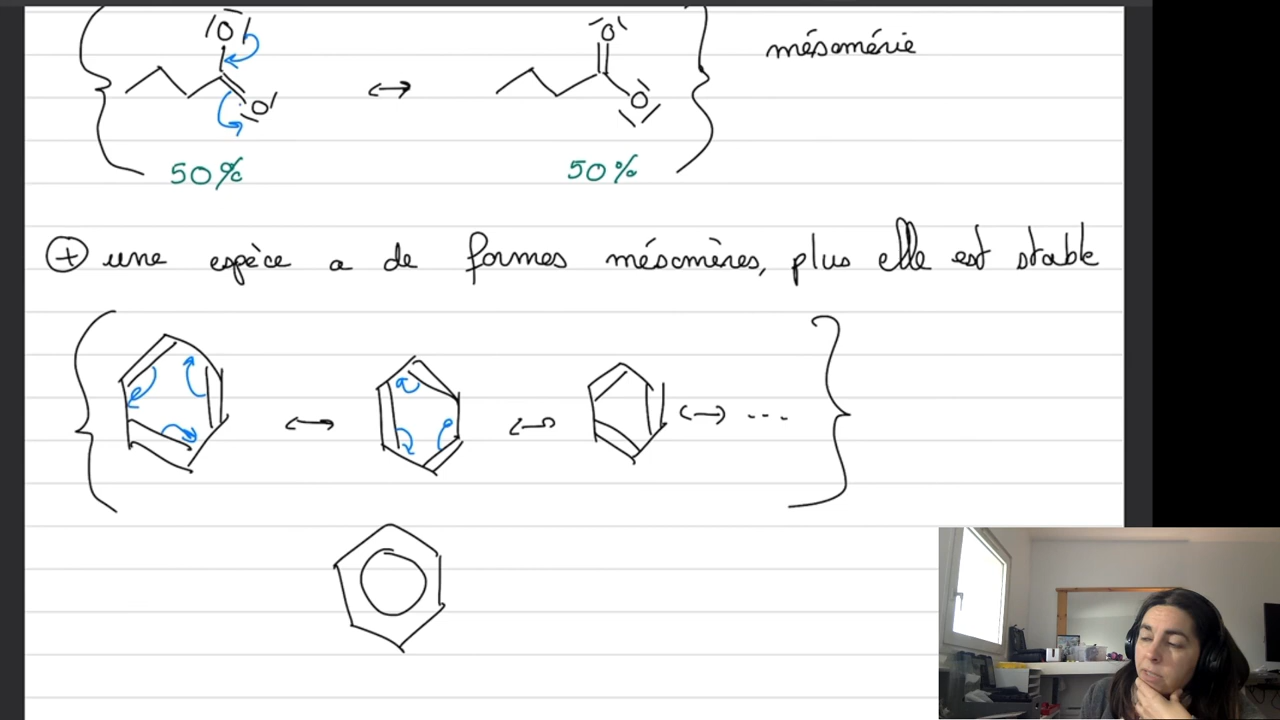 |O| O
mésomérie
↔
O O
50% 50%
⊕ une espèce a de formes mésomères, plus elle est stable
↔ ↔ ↔ ...